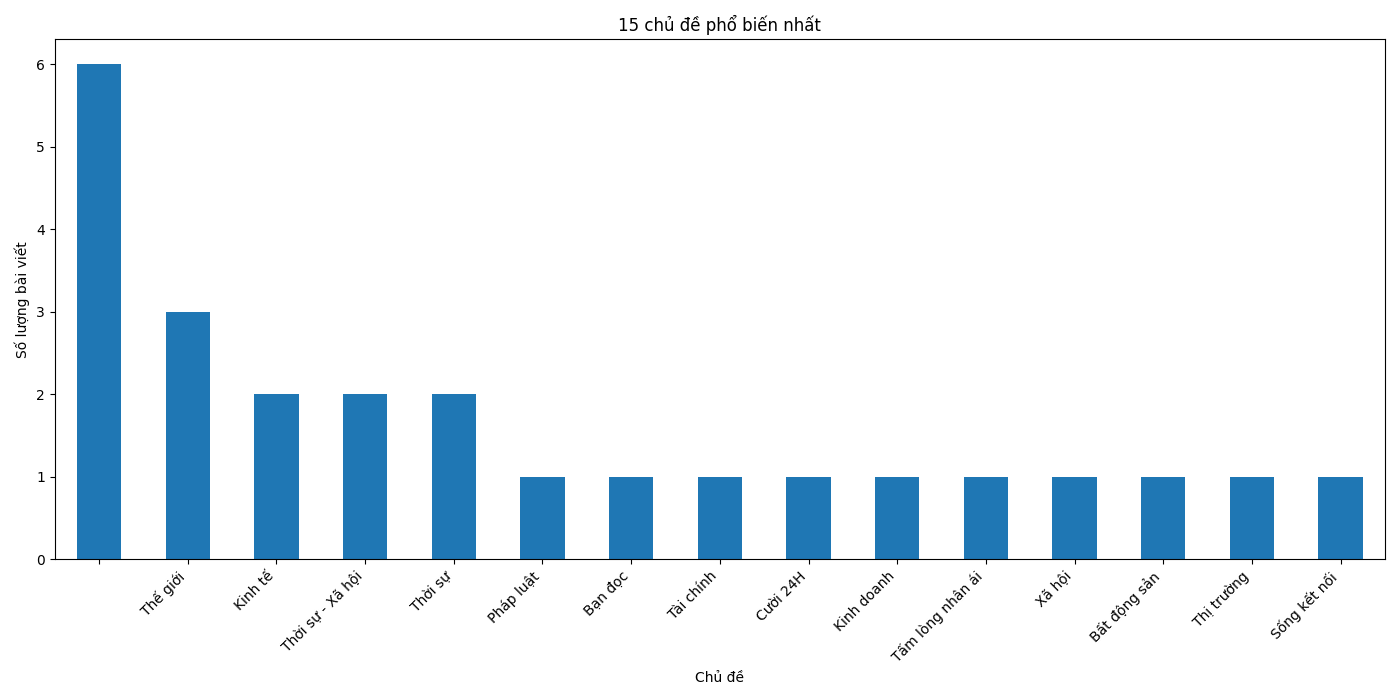 15 chủ đề phổ biến nhất
Số lượng bài viết
6
5
4
3
2
1
0
Thế giới
Kinh tế
Thời sự - Xã hội
Thời sự
Pháp luật
Bạn đọc
Tài chính
Cười 24H
Kinh doanh
Tấm lòng nhân ái
Xã hội
Bất động sản
Thị trường
Sống kết nối
Chủ đề